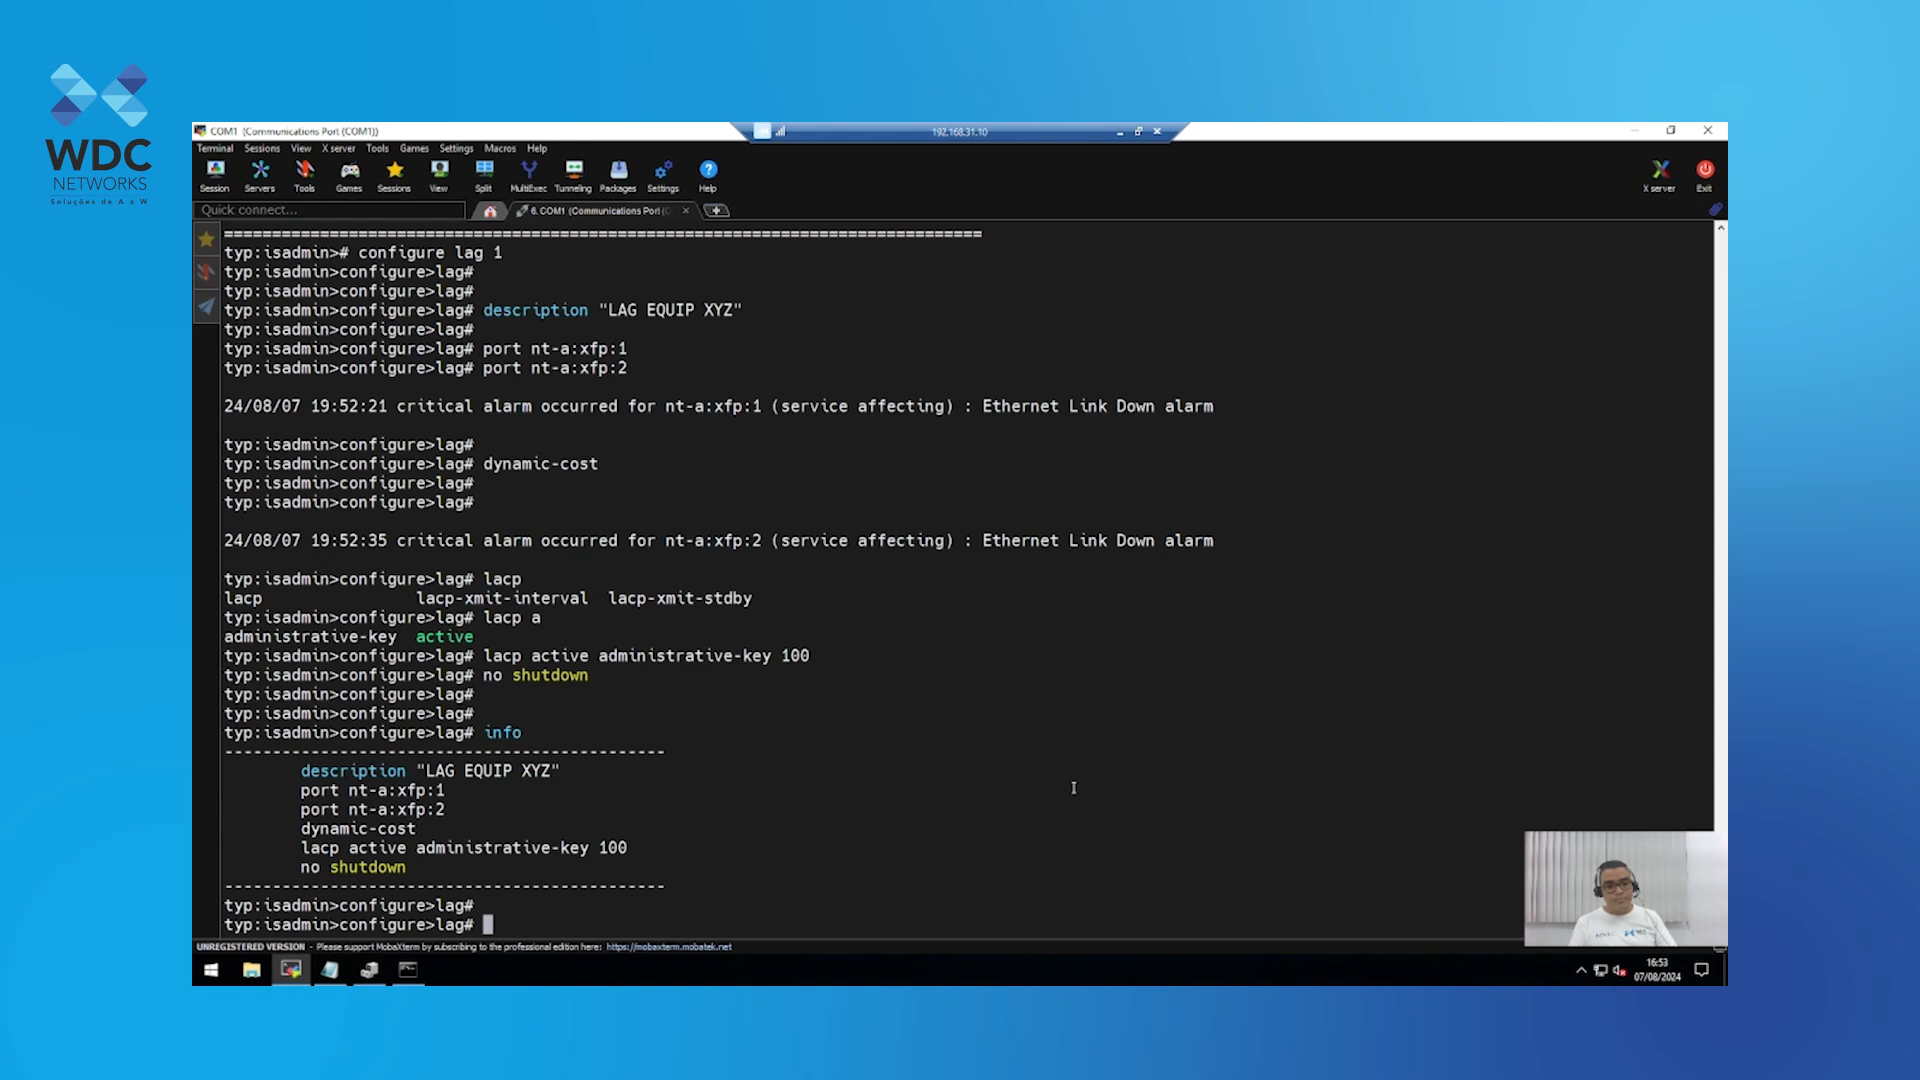 WDC
NETWORKS
Soluções de A a W
COM1 (Communications Port (COM1))
192.168.31.10
Terminal Sessions View X server Tools Games Settings Macros Help
Session Servers Tools Games Sessions View Split MultiExec Tunneling Packages Settings Help X server Exit
Quick connect...
6. COM1 (Communications Port (C
================================================================================
typ:isadmin># configure lag 1
typ:isadmin>configure>lag#
typ:isadmin>configure>lag#
typ:isadmin>configure>lag# description "LAG EQUIP XYZ"
typ:isadmin>configure>lag#
typ:isadmin>configure>lag# port nt-a:xfp:1
typ:isadmin>configure>lag# port nt-a:xfp:2
24/08/07 19:52:21 critical alarm occurred for nt-a:xfp:1 (service affecting) : Ethernet Link Down alarm
typ:isadmin>configure>lag#
typ:isadmin>configure>lag# dynamic-cost
typ:isadmin>configure>lag#
typ:isadmin>configure>lag#
24/08/07 19:52:35 critical alarm occurred for nt-a:xfp:2 (service affecting) : Ethernet Link Down alarm
typ:isadmin>configure>lag# lacp
lacp lacp-xmit-interval lacp-xmit-stdby
typ:isadmin>configure>lag# lacp a
administrative-key active
typ:isadmin>configure>lag# lacp active administrative-key 100
typ:isadmin>configure>lag# no shutdown
typ:isadmin>configure>lag#
typ:isadmin>configure>lag#
typ:isadmin>configure>lag# info
----------------------------------------------
description "LAG EQUIP XYZ"
port nt-a:xfp:1
port nt-a:xfp:2
dynamic-cost
lacp active administrative-key 100
no shutdown
----------------------------------------------
typ:isadmin>configure>lag#
typ:isadmin>configure>lag#
UNREGISTERED VERSION - Please support MobaXterm by subscribing to the professional edition here: https://mobaxterm.mobatek.net
16:53
07/08/2024